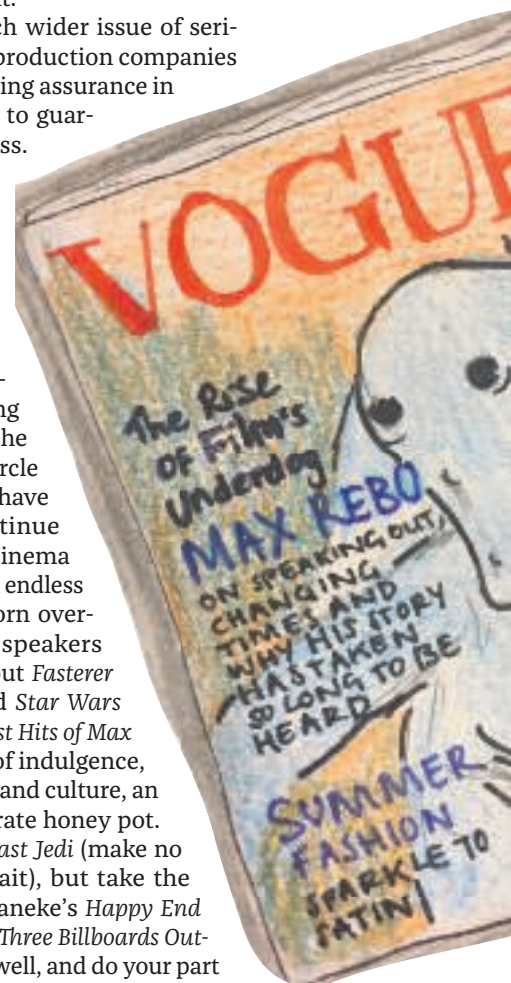 ch wider issue of seri-
production companies
ing assurance in
to guar-
ss.
-
ng
he
rcle
have
tinue
inema
endless
orn over-
speakers
out Fasterer
d Star Wars
st Hits of Max
of indulgence,
and culture, an
rate honey pot.
ast Jedi (make no
ait), but take the
aneke's Happy End
Three Billboards Out-
well, and do your part
VOGUE
The Rise
OF Film's
Underdog
MAX REBO
ON SPEAKING OUT,
CHANGING
TIMES AND
WHY HIS STORY
HAS TAKEN
SO LONG TO BE
HEARD
SUMMER
FASHION
SPARKLE TO
SATIN